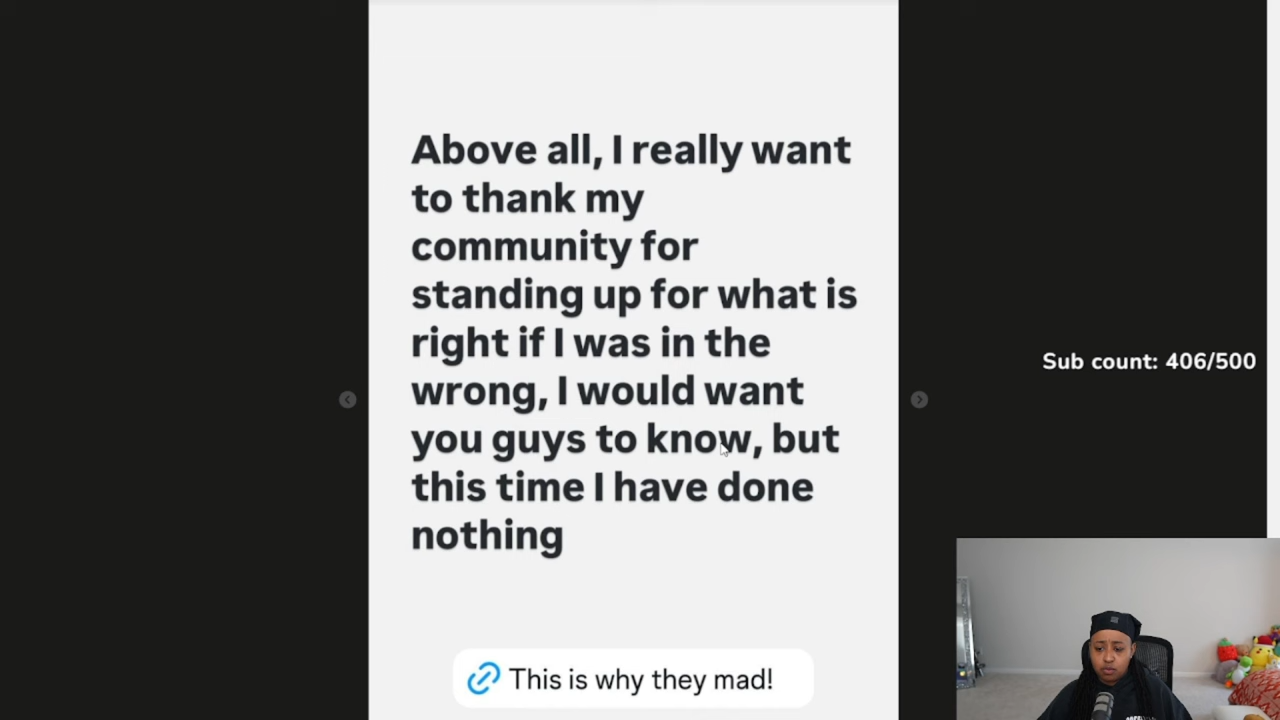 Above all, I really want
to thank my
community for
standing up for what is
right if I was in the
wrong, I would want
you guys to know, but
this time I have done
nothing
Sub count: 406/500
This is why they mad!